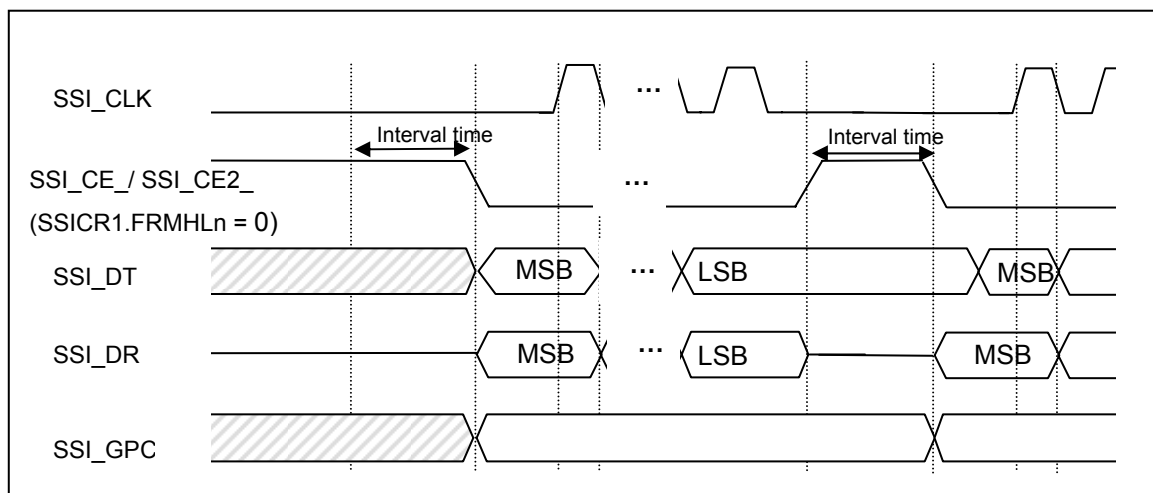 SSI_CLK
...
Interval time
Interval time
SSI_CE_/ SSI_CE2_
...
(SSICR1.FRMHLn = 0)
SSI_DT
MSB
...
LSB
MSB
SSI_DR
MSB
...
LSB
MSB
SSI_GPC